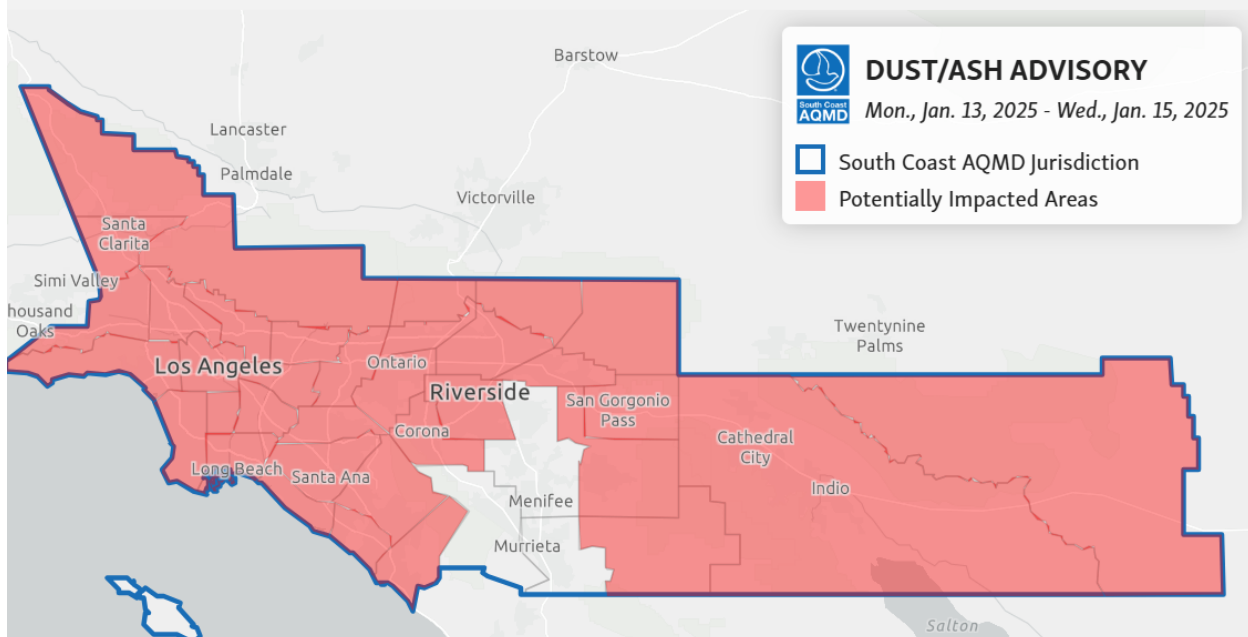 Barstow
DUST/ASH ADVISORY
South Coast
AQMD
Mon., Jan. 13, 2025 - Wed., Jan. 15, 2025
South Coast AQMD Jurisdiction
Potentially Impacted Areas
Lancaster
Palmdale
Victorville
Santa
Clarita
Simi Valley
housand
Oaks
Twentynine
Palms
Los Angeles
Ontario
Riverside
San Gorgonio
Pass
Corona
Cathedral
City
Long Beach
Santa Ana
Indio
Menifee
Murrieta
Salton